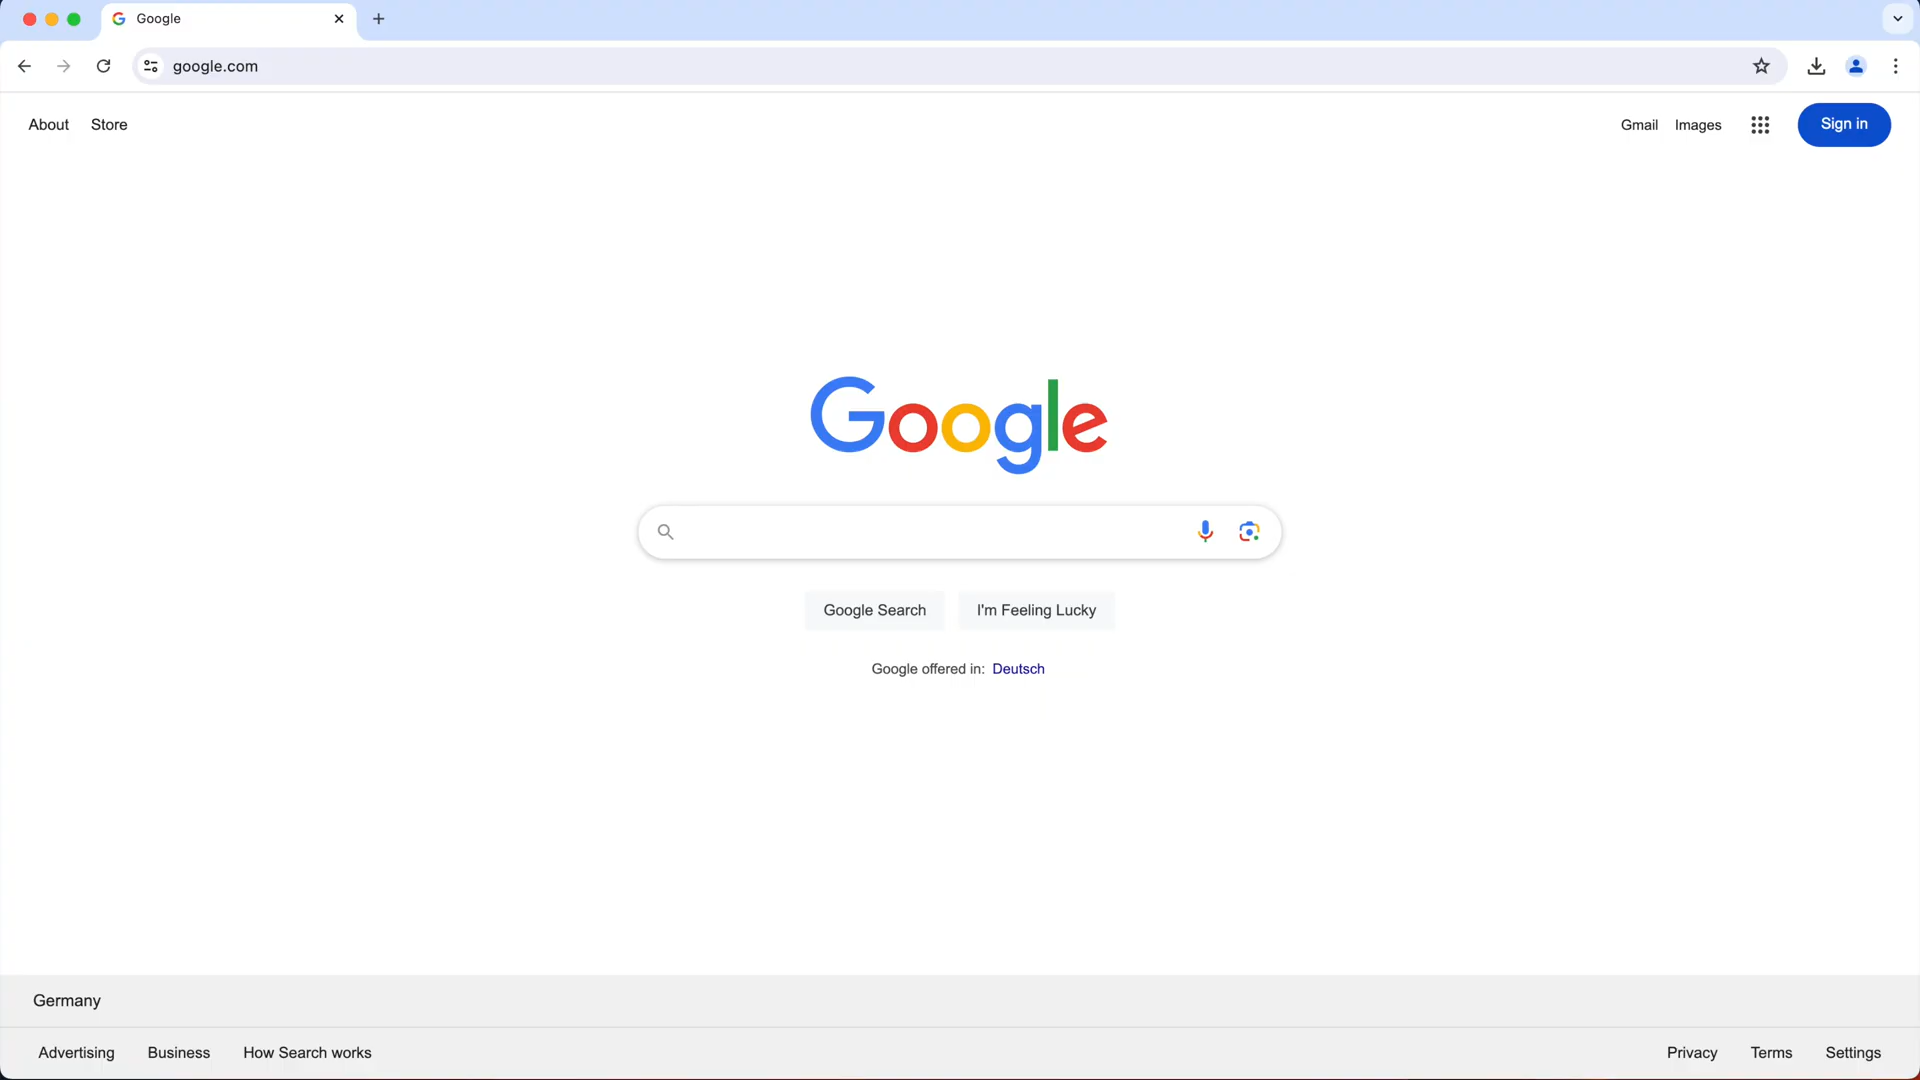 Google
google.com
About Store
Gmail Images Sign in
Google
Google Search I'm Feeling Lucky
Google offered in: Deutsch
Germany
Advertising Business How Search works
Privacy Terms Settings